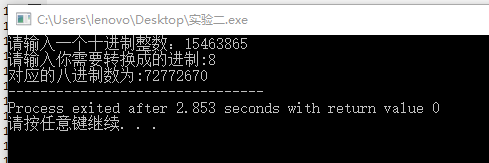 C:\Users\lenovo\Desktop\实验二.exe
请输入一个十进制整数：15463865
请输入你需要转换成的进制:8
对应的八进制数为:72772670
--------------------------------
Process exited after 2.853 seconds with return value 0
请按任意键继续. . .